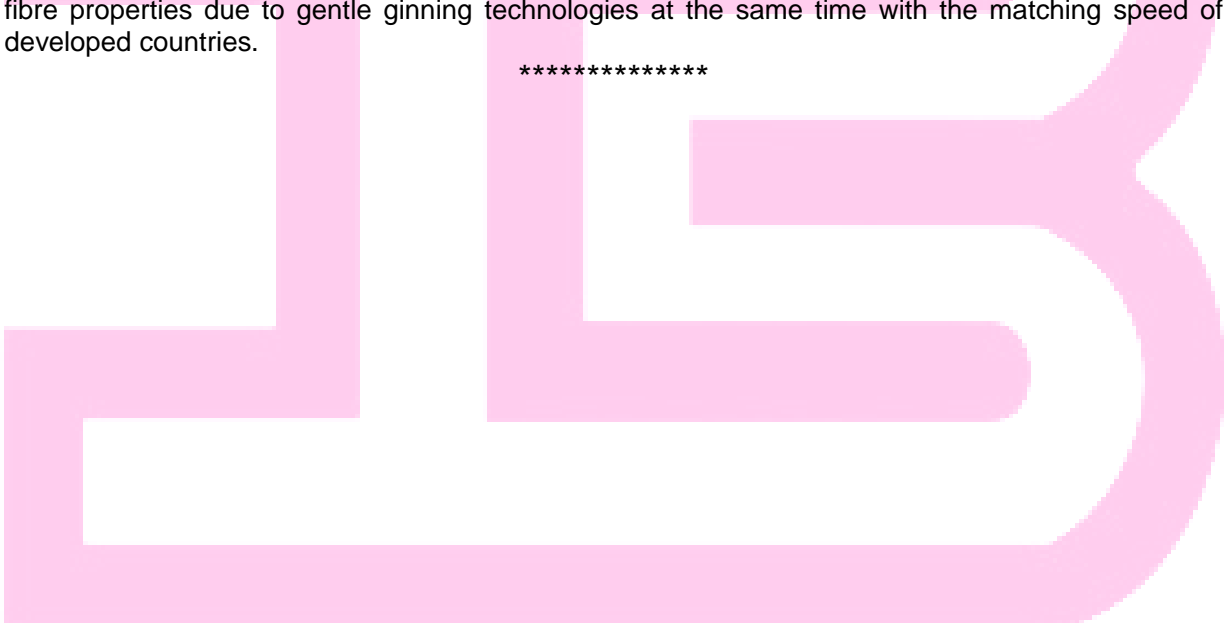 fibre properties due to gentle ginning technologies at the same time with the matching speed of
developed countries.
**************